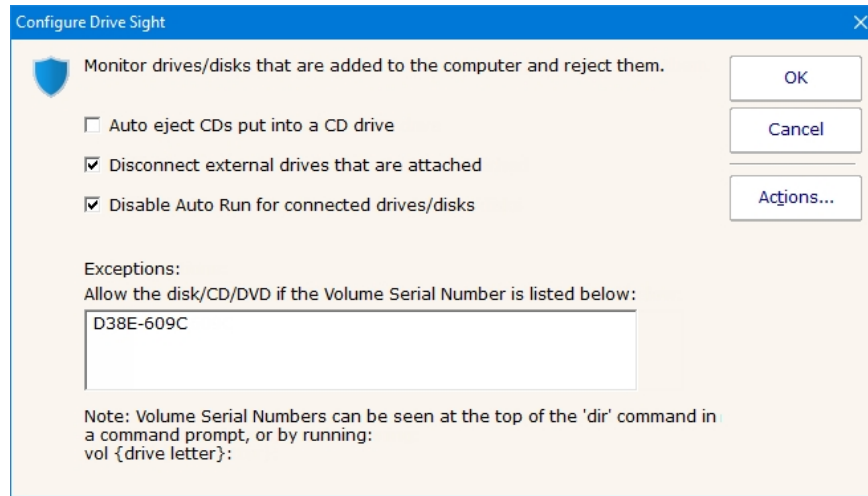 Configure Drive Sight
Monitor drives/disks that are added to the computer and reject them.
OK
Auto eject CDs put into a CD drive
Cancel
Disconnect external drives that are attached
Disable Auto Run for connected drives/disks
Actions...
Exceptions:
Allow the disk/CD/DVD if the Volume Serial Number is listed below:
D38E-609C
Note: Volume Serial Numbers can be seen at the top of the 'dir' command in
a command prompt, or by running:
vol {drive letter}: